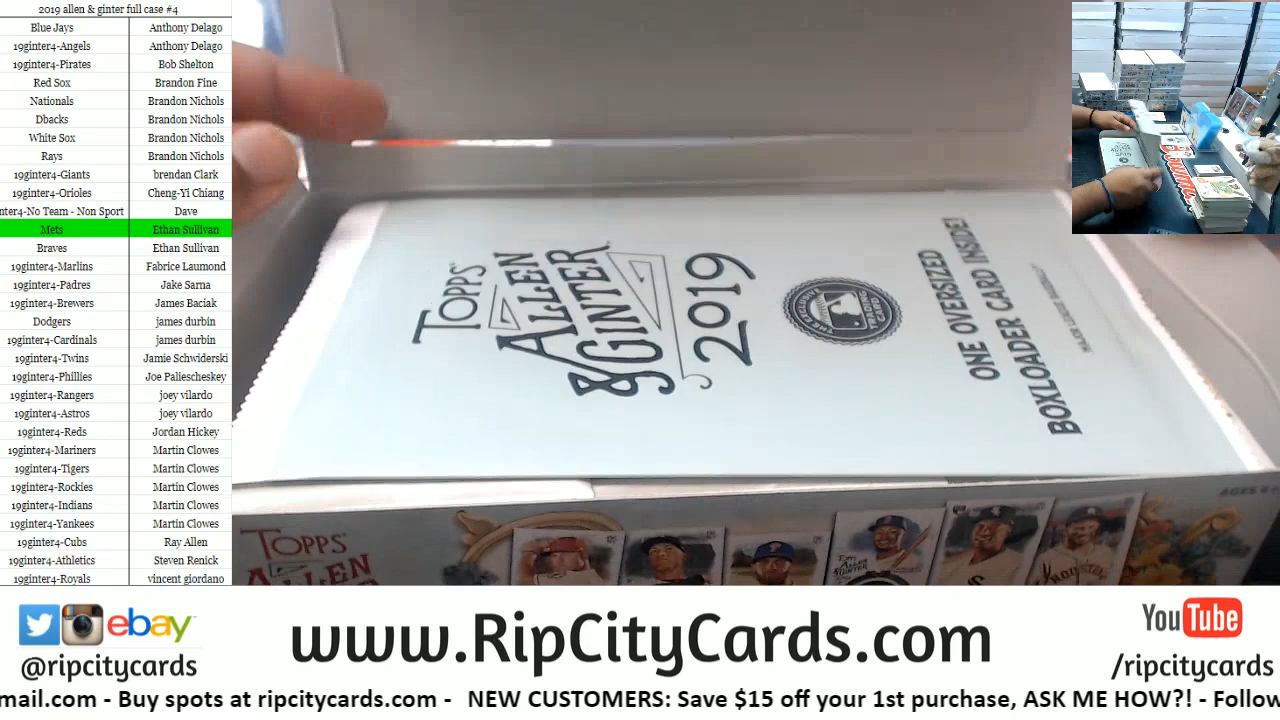 2019 allen & ginter full case #4
Blue Jays Anthony Delago
19ginter4-Angels Anthony Delago
19ginter4-Pirates Bob Shelton
Red Sox Brandon Fine
Nationals Brandon Nichols
Dbacks Brandon Nichols
White Sox Brandon Nichols
Rays Brandon Nichols
19ginter4-Giants brendan Clark
19ginter4-Orioles Cheng-Yi Chiang
nter4-No Team - Non Sport Dave
Mets Ethan Sullivan
Braves Ethan Sullivan
19ginter4-Marlins Fabrice Laumond
19ginter4-Padres Jake Sarna
19ginter4-Brewers James Baciak
Dodgers james durbin
19ginter4-Cardinals james durbin
19ginter4-Twins Jamie Schwiderski
19ginter4-Phillies Joe Paliescheskey
19ginter4-Rangers joey vilardo
19ginter4-Astros joey vilardo
19ginter4-Reds Jordan Hickey
19ginter4-Mariners Martin Clowes
19ginter4-Tigers Martin Clowes
19ginter4-Rockies Martin Clowes
19ginter4-Indians Martin Clowes
19ginter4-Yankees Martin Clowes
19ginter4-Cubs Ray Allen
19ginter4-Athletics Steven Renick
19ginter4-Royals vincent giordano
TOPPS
ALLEN
& GINTER
2019
ONE OVERSIZED
BOXLOADER CARD INSIDE!
TOPPS
ALLEN
ebay
@ripcitycards
www.RipCityCards.com
YouTube
/ripcitycards
mail.com - Buy spots at ripcitycards.com - NEW CUSTOMERS: Save $15 off your 1st purchase, ASK ME HOW?! - Follow